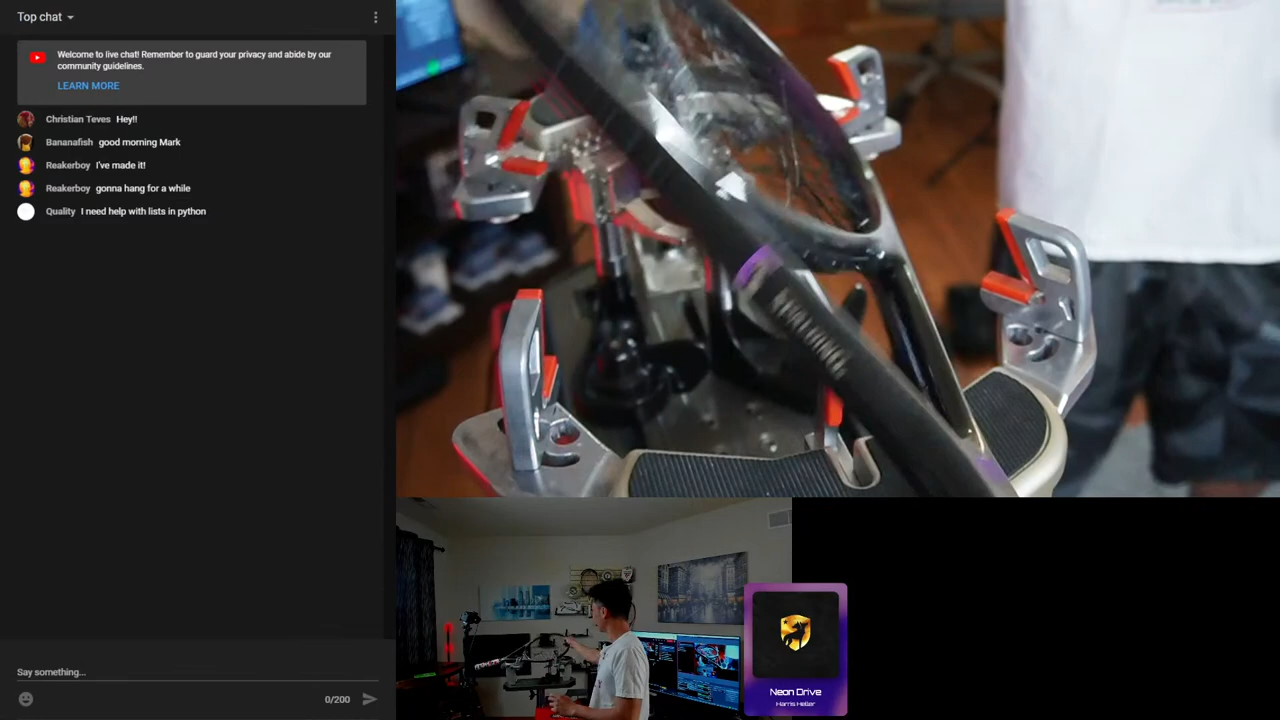 Top chat
Welcome to live chat! Remember to guard your privacy and abide by our
community guidelines.
LEARN MORE
Christian Teves Hey!!
Bananafish good morning Mark
Reakerboy I've made it!
Reakerboy gonna hang for a while
Quality I need help with lists in python
Say something...
0/200
Neon Drive
Harris Heller